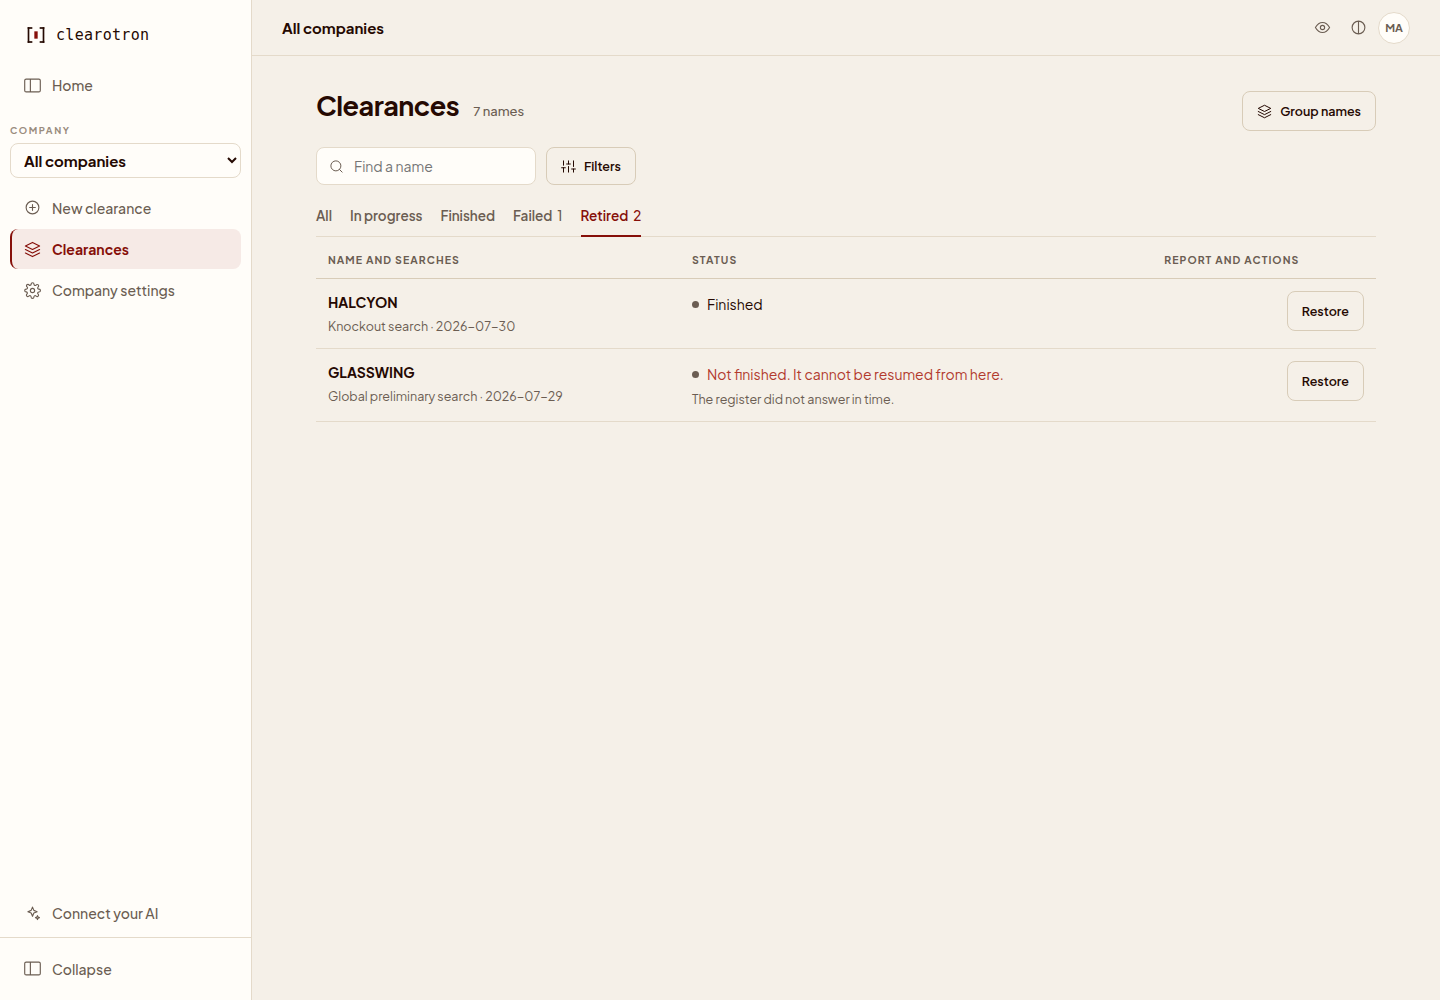 clearotron
Home
COMPANY
All companies
New clearance
Clearances
Company settings
Connect your AI
Collapse
All companies
MA
Clearances 7 names
Group names
Find a name
Filters
All In progress Finished Failed 1 Retired 2
NAME AND SEARCHES STATUS REPORT AND ACTIONS
HALCYON
Knockout search · 2026-07-30
Finished
Restore
GLASSWING
Global preliminary search · 2026-07-29
Not finished. It cannot be resumed from here.
The register did not answer in time.
Restore